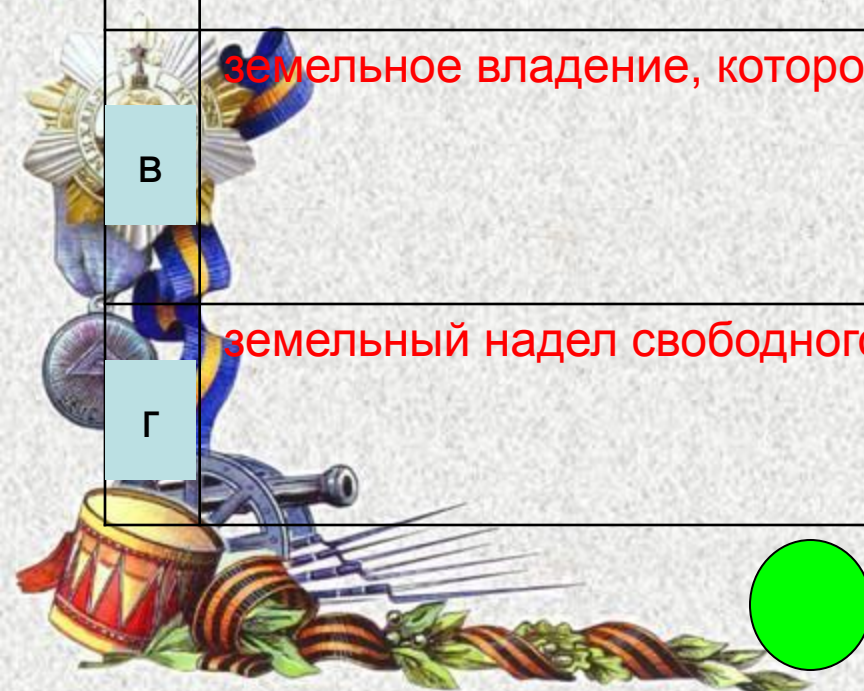 земельное владение, которо
в
земельный надел свободного
г